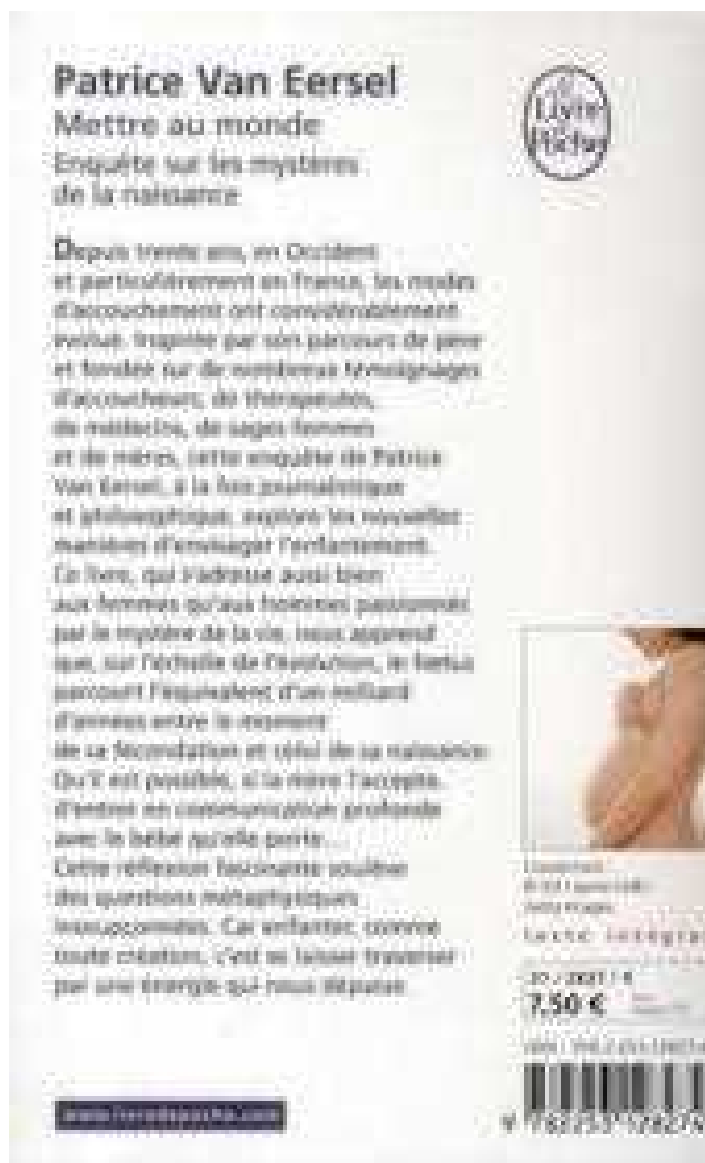 Patrice Van Eersel
Mettre au monde
Enquête sur les mystères
de la naissance
Le
Livre
de
Poche
Depuis trente ans, en Occident
et particulièrement en France, les modes
d'accouchement ont considérablement
évolué. Inspirée par son parcours de père
et fondée sur de nombreux témoignages
d'accoucheurs, de thérapeutes,
de médecins, de sages-femmes
et de mères, cette enquête de Patrice
Van Eersel, à la fois journalistique
et philosophique, explore les nouvelles
manières d'envisager l'enfantement.
Ce livre, qui s'adresse aussi bien
aux femmes qu'aux hommes passionnés
par le mystère de la vie, nous apprend
que, sur l'échelle de l'évolution, le fœtus
parcourt l'équivalent d'un milliard
d'années entre le moment
de sa fécondation et celui de sa naissance.
Qu'il est possible, si la mère l'accepte,
d'entrer en communication profonde
avec le bébé qu'elle porte...
Cette réflexion fascinante soulève
des questions métaphysiques
insoupçonnées. Car enfanter, comme
toute création, c'est se laisser traverser
par une énergie qui nous dépasse.
texte intégra
7,50 €
www.livredepoche.com